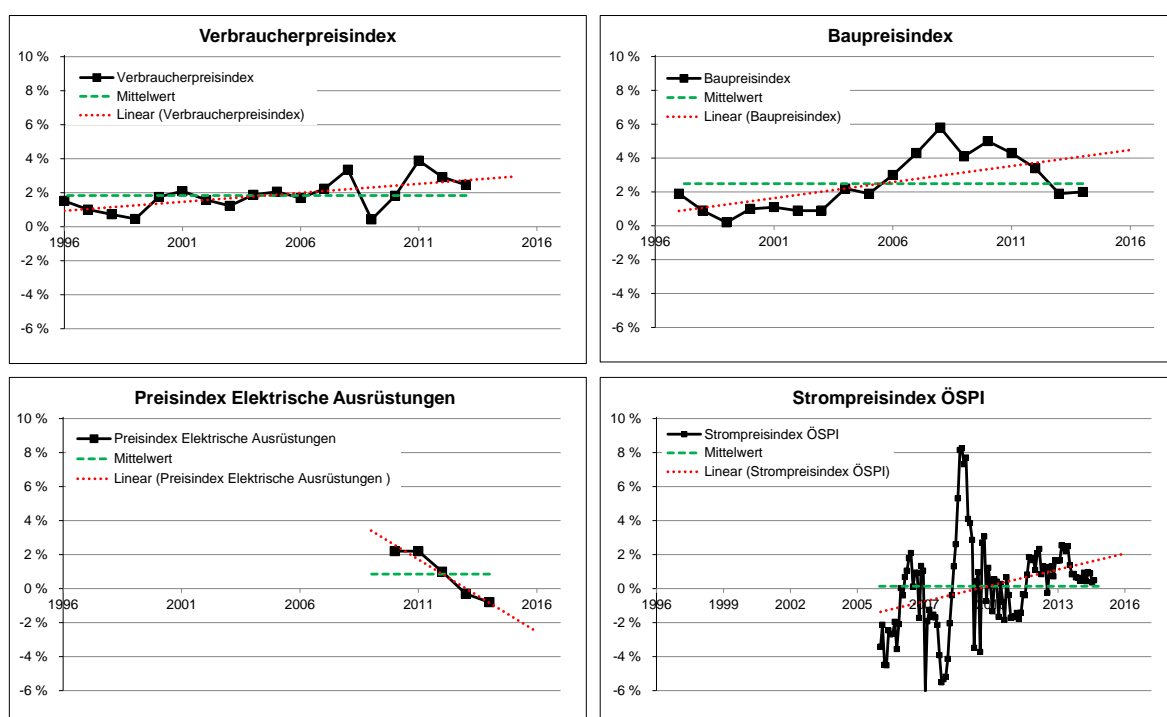 Verbraucherpreisindex
10 %
8 %
6 %
4 %
2 %
0 %
-2 %
-4 %
-6 %
Verbraucherpreisindex
Mittelwert
Linear (Verbraucherpreisindex)
1996 2001 2006 2011 2016
Baupreisindex
10 %
8 %
6 %
4 %
2 %
0 %
-2 %
-4 %
-6 %
Baupreisindex
Mittelwert
Linear (Baupreisindex)
1996 2001 2006 2011 2016
Preisindex Elektrische Ausrüstungen
10 %
8 %
6 %
4 %
2 %
0 %
-2 %
-4 %
-6 %
Preisindex Elektrische Ausrüstungen
Mittelwert
Linear (Preisindex Elektrische Ausrüstungen )
1996 2001 2006 2011 2016
Strompreisindex ÖSPI
10 %
8 %
6 %
4 %
2 %
0 %
-2 %
-4 %
-6 %
Strompreisindex ÖSPI
Mittelwert
Linear (Strompreisindex ÖSPI)
1996 1999 2002 2005 2007 2013 2016